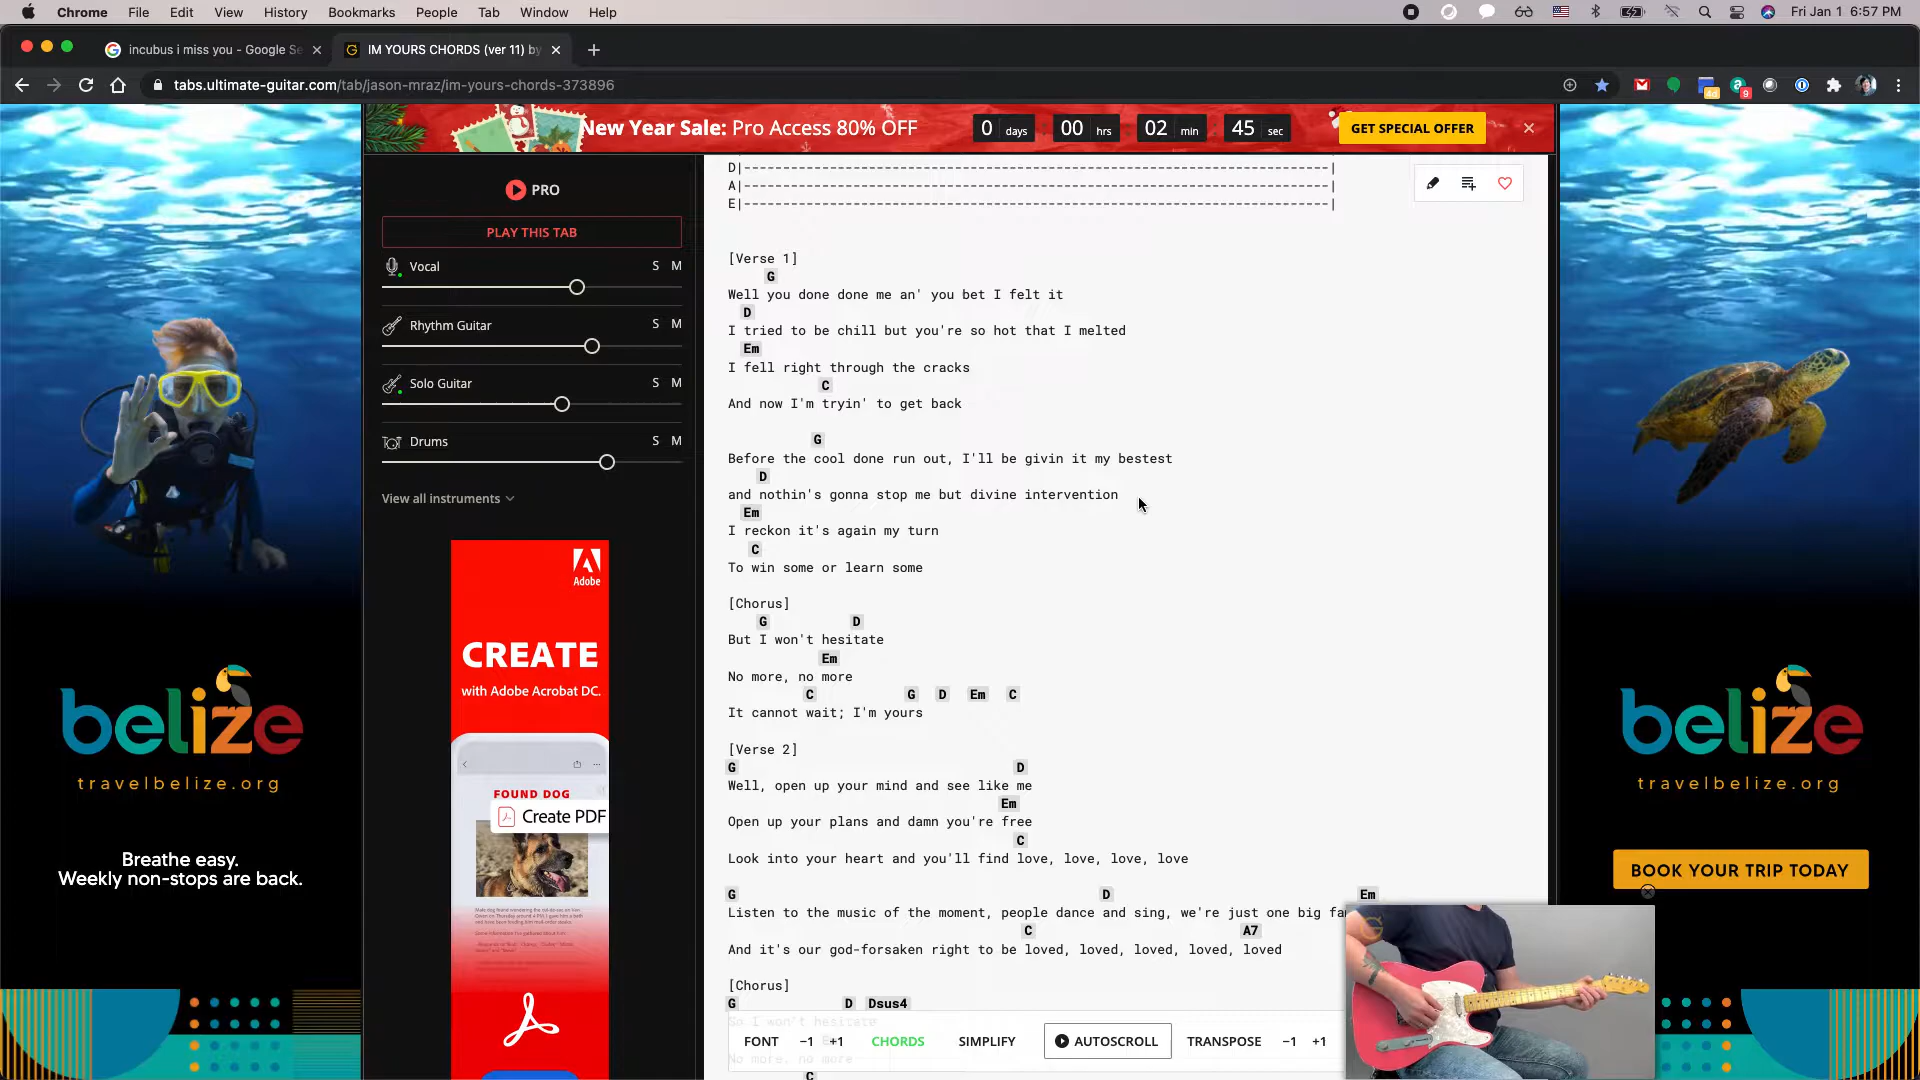 Chrome File Edit View History Bookmarks People Tab Window Help Fri Jan 1 6:57 PM
incubus i miss you - Google Se IM YOURS CHORDS (ver 11) by
tabs.ultimate-guitar.com/tab/jason-mraz/im-yours-chords-373896
New Year Sale: Pro Access 80% OFF 0 days 00 hrs 02 min 45 sec GET SPECIAL OFFER
PRO
PLAY THIS TAB
Vocal S M
Rhythm Guitar S M
Solo Guitar S M
Drums S M
View all instruments
Adobe
CREATE
with Adobe Acrobat DC.
FOUND DOG
Create PDF
D|---------------------------------------------------------------------------|
A|---------------------------------------------------------------------------|
E|---------------------------------------------------------------------------|
[Verse 1]
G
Well you done done me an' you bet I felt it
D
I tried to be chill but you're so hot that I melted
Em
I fell right through the cracks
C
And now I'm tryin' to get back
G
Before the cool done run out, I'll be givin it my bestest
D
and nothin's gonna stop me but divine intervention
Em
I reckon it's again my turn
C
To win some or learn some
[Chorus]
G D
But I won't hesitate
Em
No more, no more
C G D Em C
It cannot wait; I'm yours
[Verse 2]
G D
Well, open up your mind and see like me
Em
Open up your plans and damn you're free
C
Look into your heart and you'll find love, love, love, love
G D Em
Listen to the music of the moment, people dance and sing, we're just one big fa
C A7
And it's our god-forsaken right to be loved, loved, loved, loved, loved
[Chorus]
G D Dsus4
So I won't hesitate
No more, no more
C
FONT -1 +1 CHORDS SIMPLIFY AUTOSCROLL TRANSPOSE -1 +1
belize
travelbelize.org
Breathe easy.
Weekly non-stops are back.
belize
travelbelize.org
BOOK YOUR TRIP TODAY